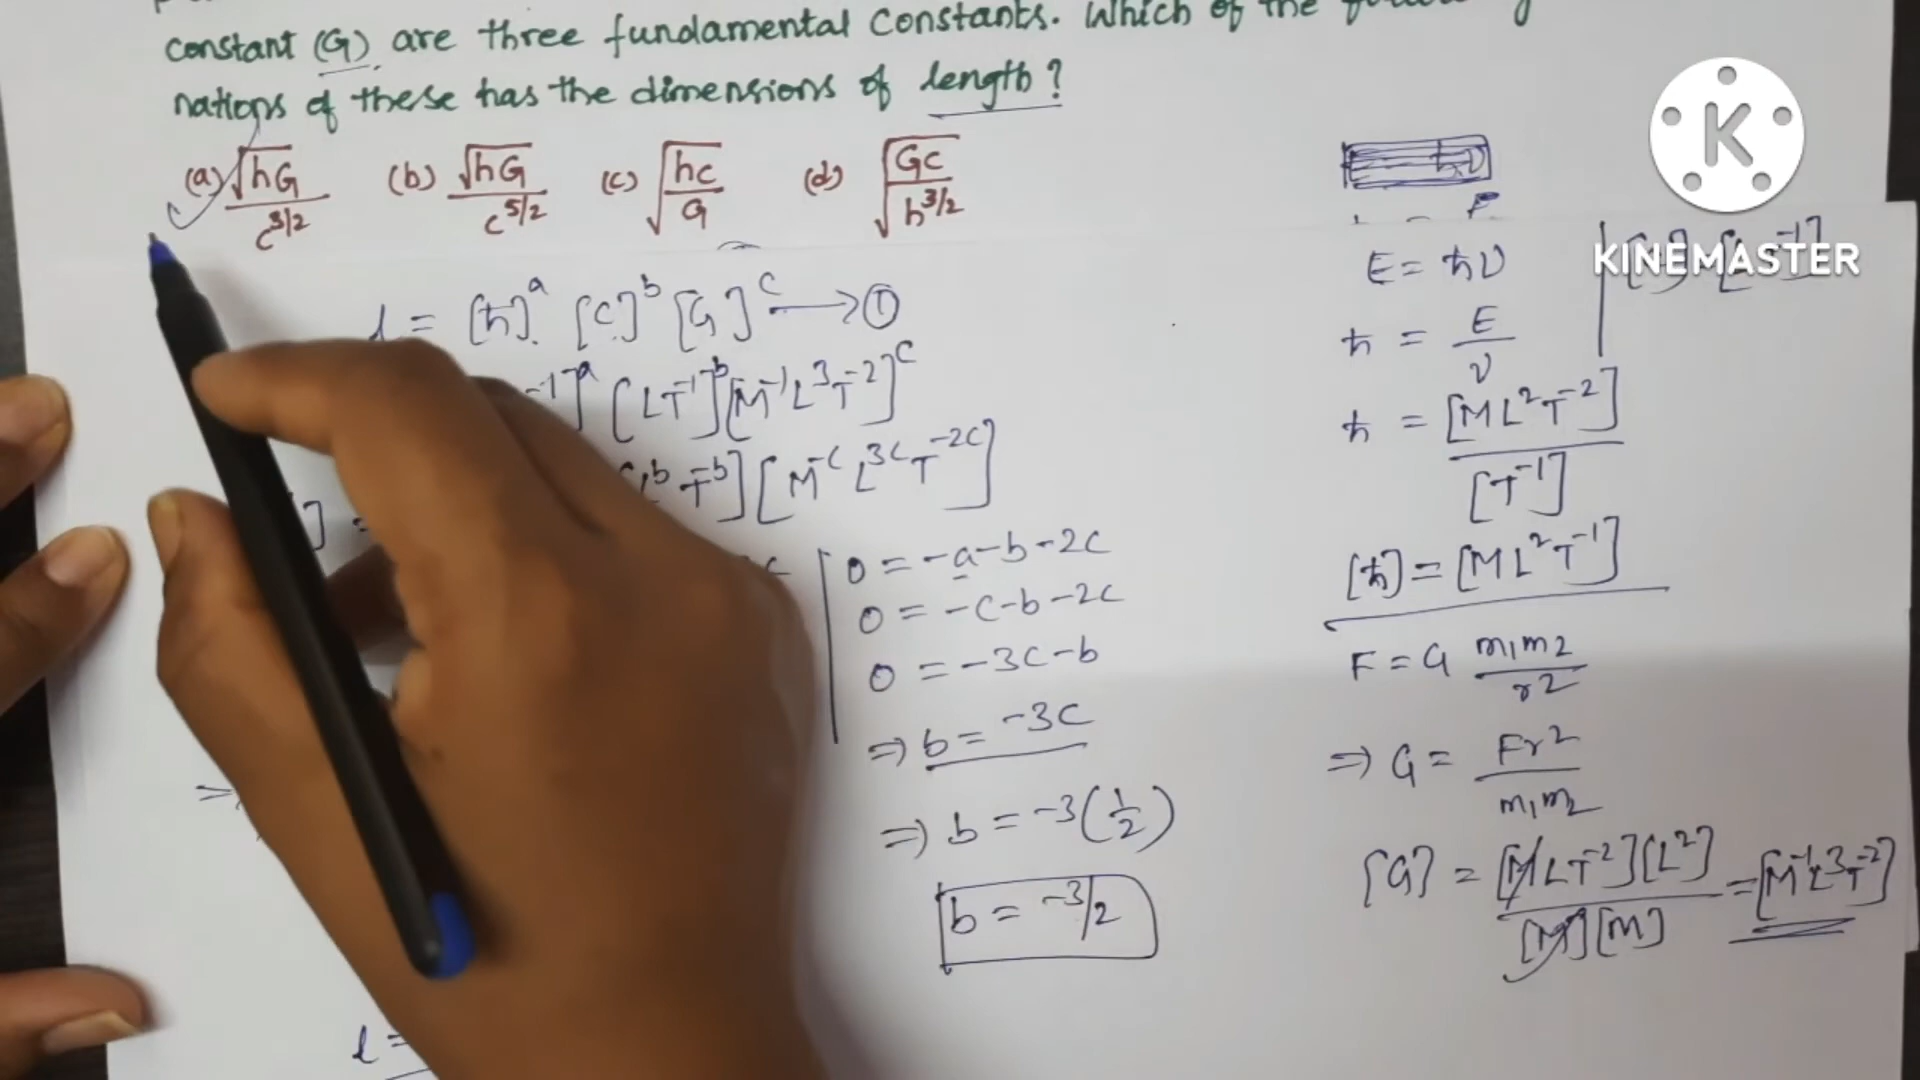 constant (G) are three fundamental constants. Which of the
nations of these has the dimensions of length?
(a) √hG / c^3/2 (b) √hG / c^5/2 (c) √(hc / G) (d) √(Gc / h^3/2)
l = [ħ]^a [C]^b [G]^c ⟶ ①
-1]^a [LT^-1]^b [M^-1 L^3 T^-2]^c
L^b T^-b] [M^-c L^3c T^-2c]
] =
0 = -a-b-2c
0 = -c-b-2c
0 = -3c-b
⇒ b = -3c
⇒ b = -3(1/2)
b = -3/2
l =
K
KINEMASTER
E = ħν
ħ = E / ν
ħ = [ML^2T^-2] / [T^-1]
[ħ] = [ML^2T^-1]
F = G m1m2 / r2
⇒ G = Fr^2 / m1m2
[G] = [MLT^-2][L^2] / [M][M] = [M^-1L^3T^-2]